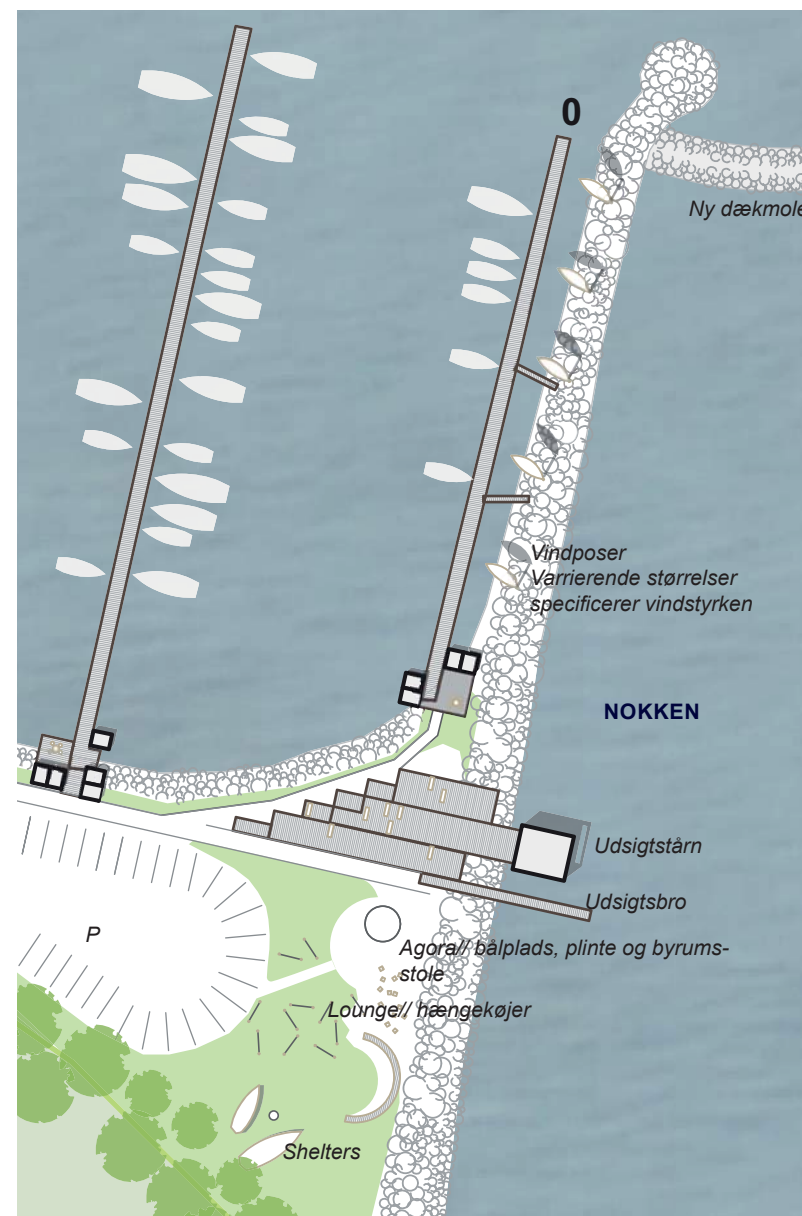 0
Ny dækmole
Vindposer
Varrierende størrelser
specificerer vindstyrken
NOKKEN
Udsigtstårn
Udsigtsbro
P
Agora// bålplads, plinte og byrums-
stole
Lounge// hængekøjer
Shelters